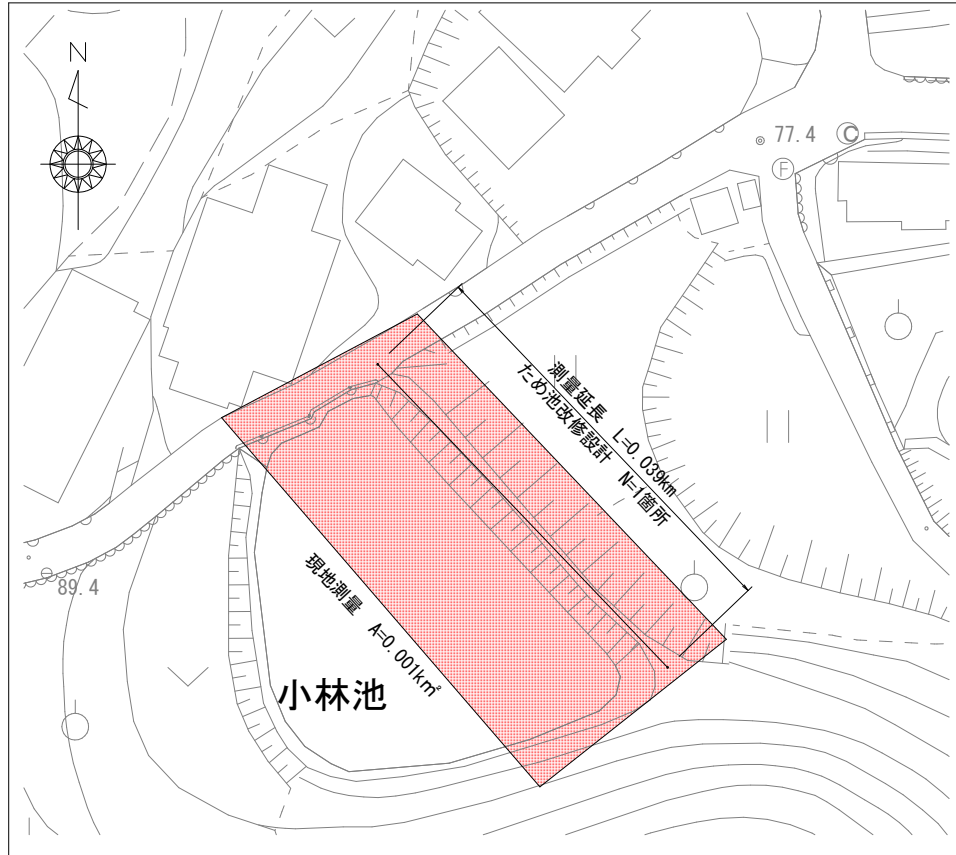 N
77.4
C
F
測量延長 L=0.039km
ため池改修設計 N=1箇所
89.4
現地測量 A=0.001km²
小林池